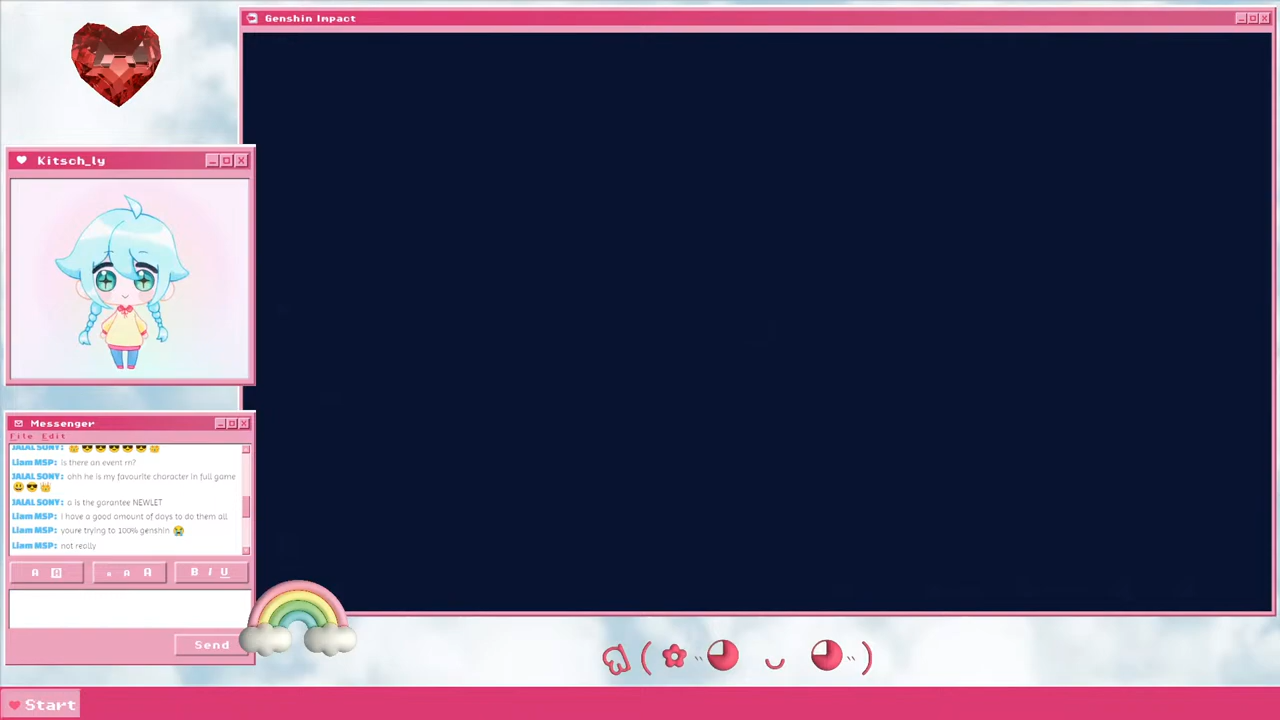 Genshin Impact
Kitsch_ly
Messenger
File Edit
JALAL SONY:
Liam MSP: is there an event rn?
JALAL SONY: ohh he is my favourite character in full game
JALAL SONY: a is the garantee NEWLET
Liam MSP: I have a good amount of days to do them all
Liam MSP: youre trying to 100% genshin 😭
Liam MSP: not really
A A a A A B I U
Send
Start